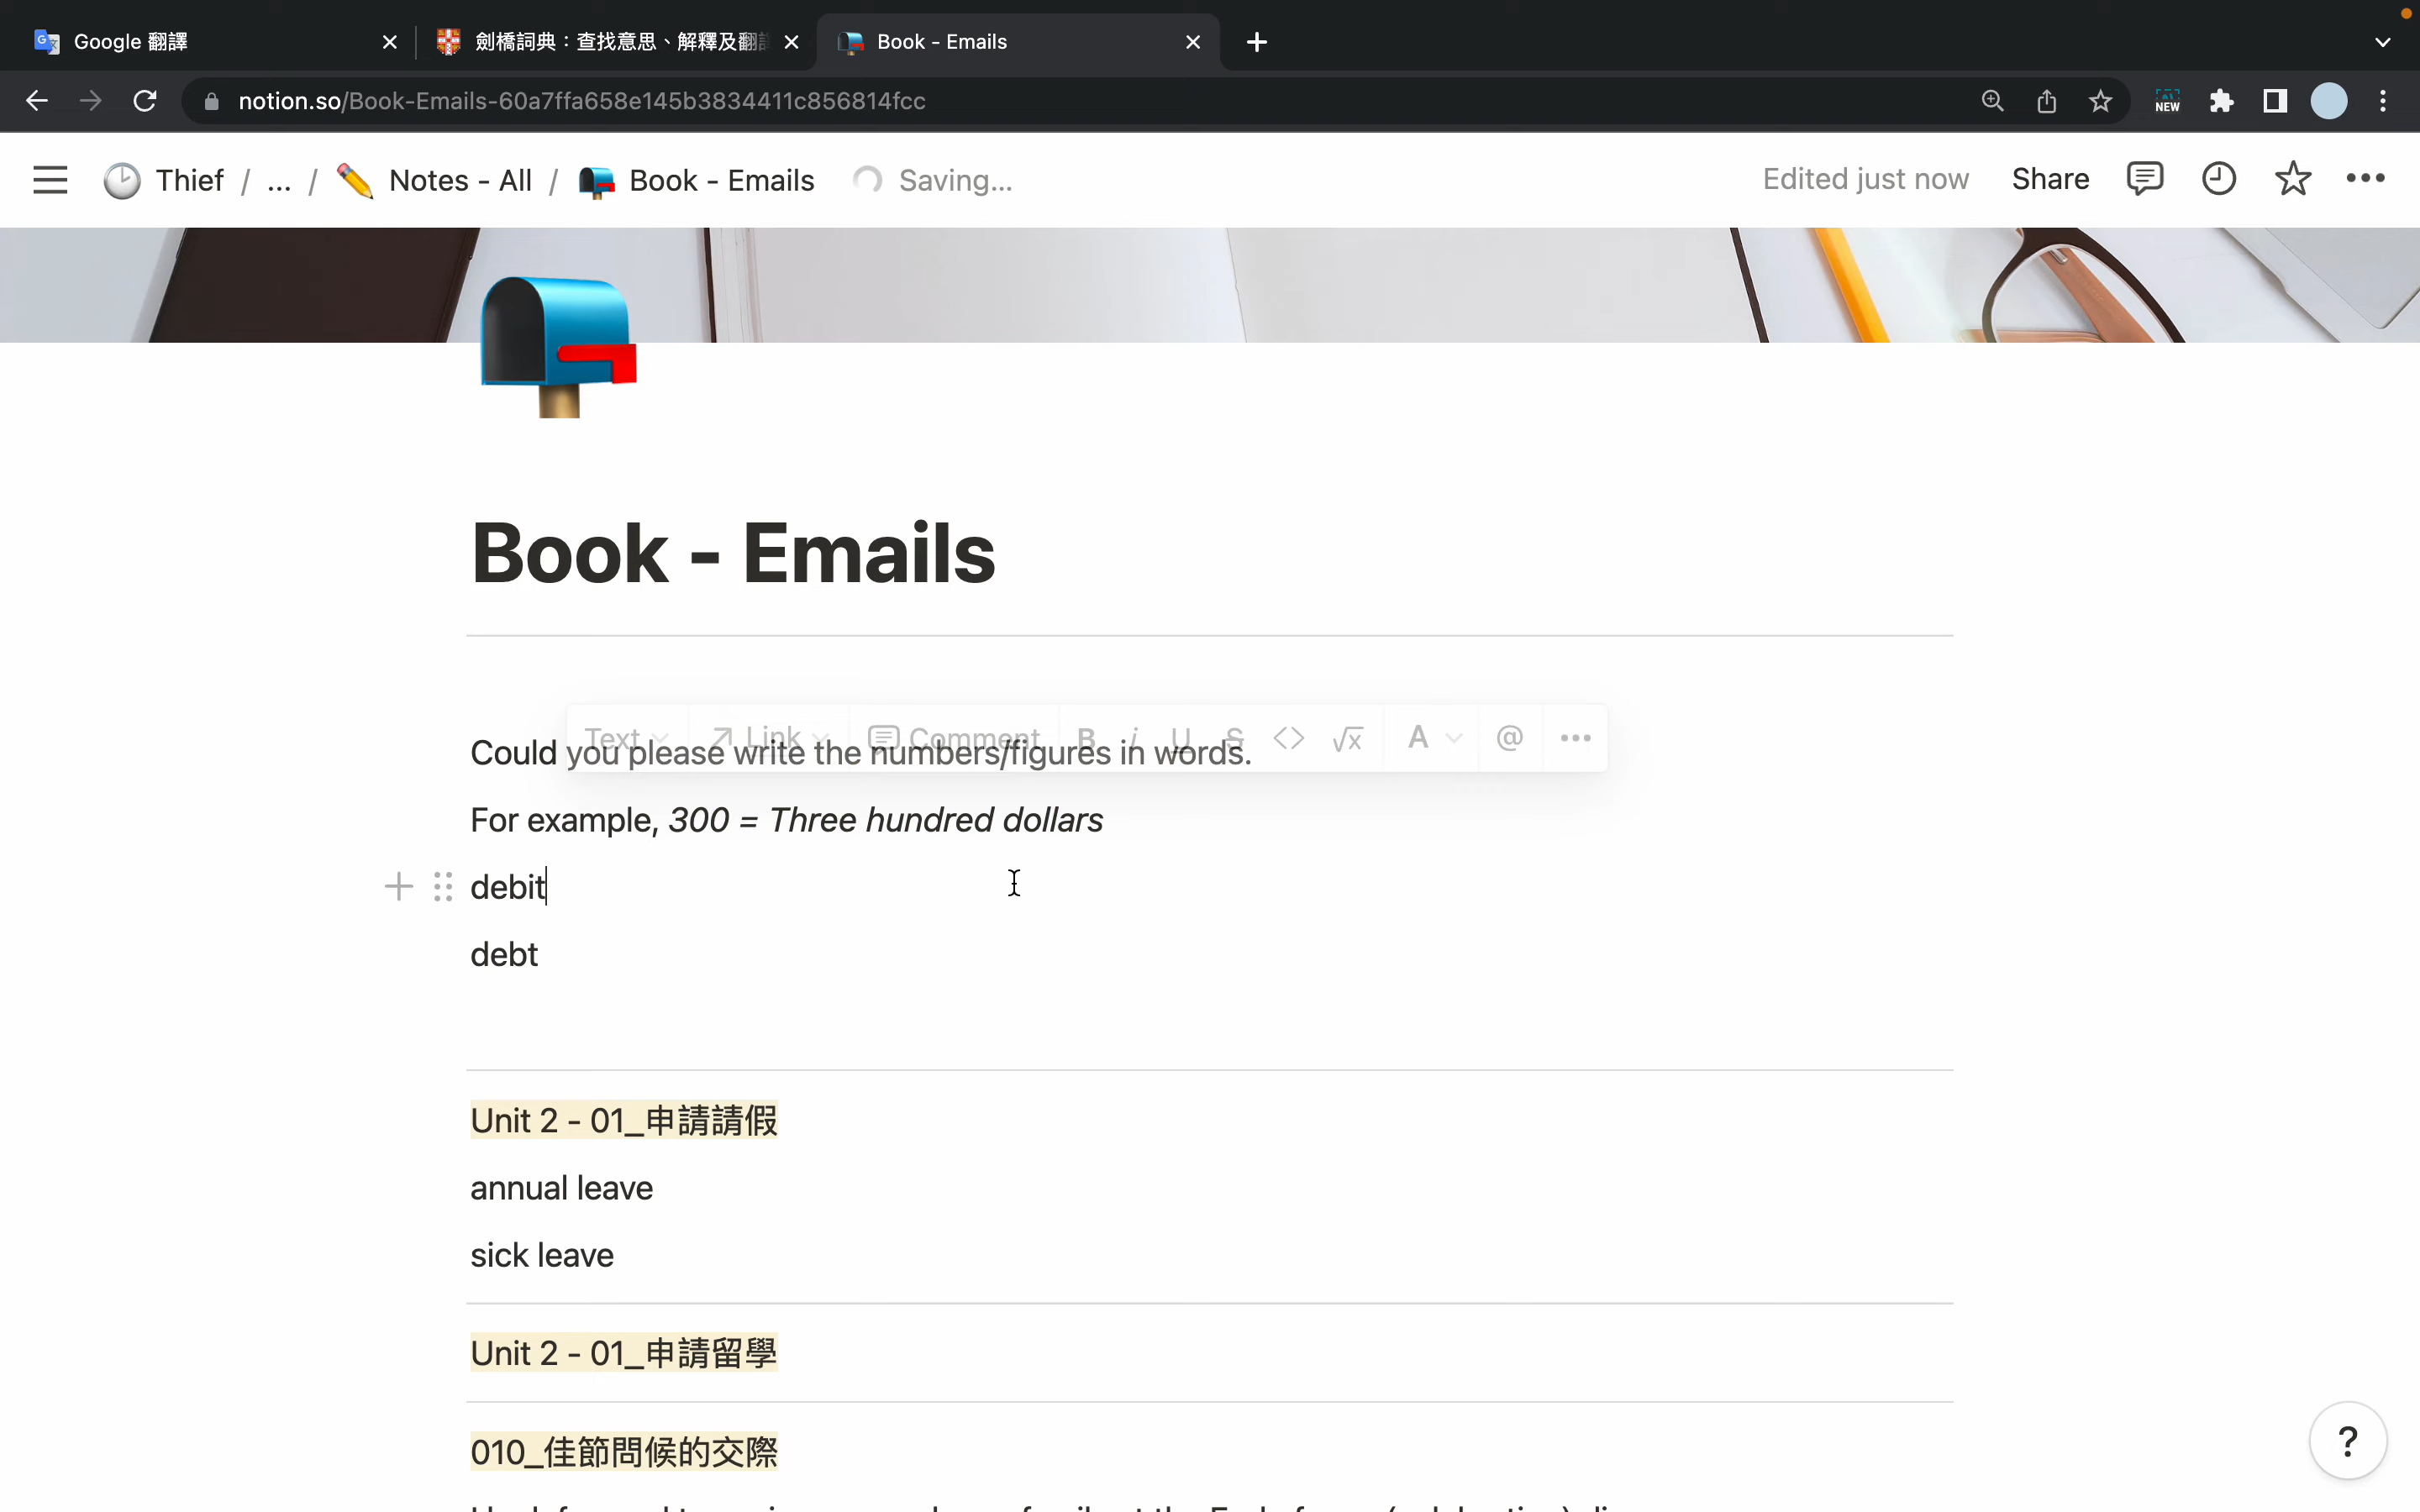 Google 翻譯
劍橋詞典：查找意思、解釋及翻
Book - Emails
notion.so/Book-Emails-60a7ffa658e145b3834411c856814fcc
NEW
Thief / ... / Notes - All / Book - Emails Saving...
Edited just now Share
Book - Emails
Text Link Comment B i U S <> √x A @
Could you please write the numbers/figures in words.
For example, 300 = Three hundred dollars
debit
debt
Unit 2 - 01_申請請假
annual leave
sick leave
Unit 2 - 01_申請留學
010_佳節問候的交際
?